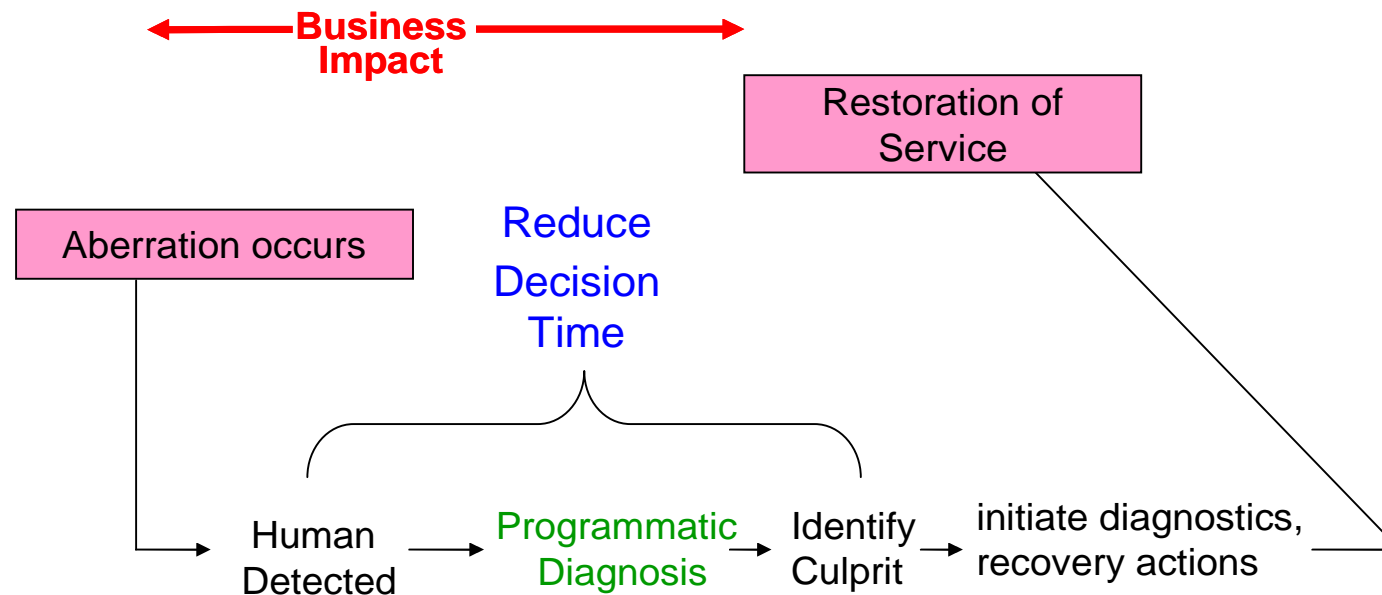 Business
Impact
Restoration of
Service
Aberration occurs
Reduce
Decision
Time
Human
Detected
Programmatic
Diagnosis
Identify
Culprit
initiate diagnostics,
recovery actions